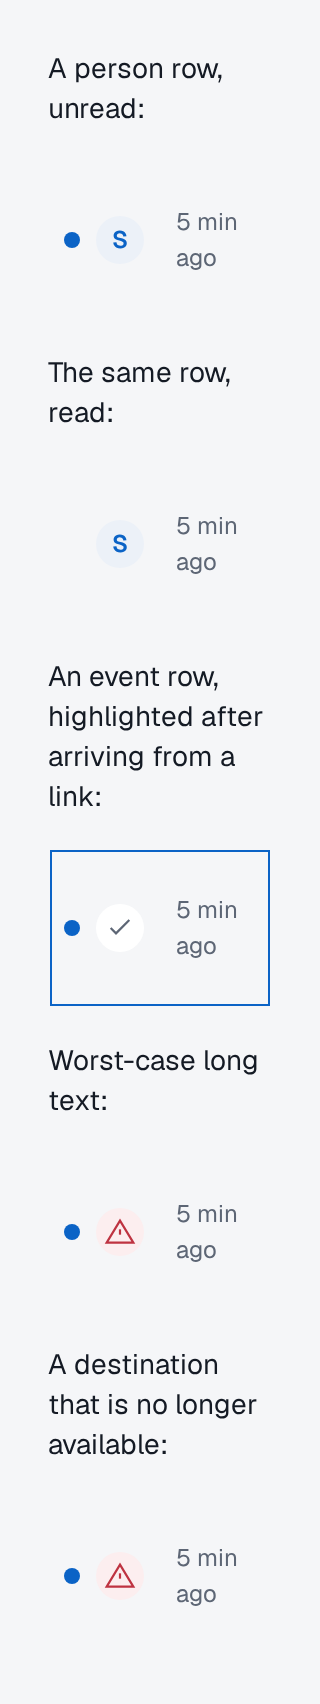 A person row,
unread:
S
5 min
ago
The same row,
read:
S
5 min
ago
An event row,
highlighted after
arriving from a
link:
5 min
ago
Worst-case long
text:
5 min
ago
A destination
that is no longer
available:
5 min
ago